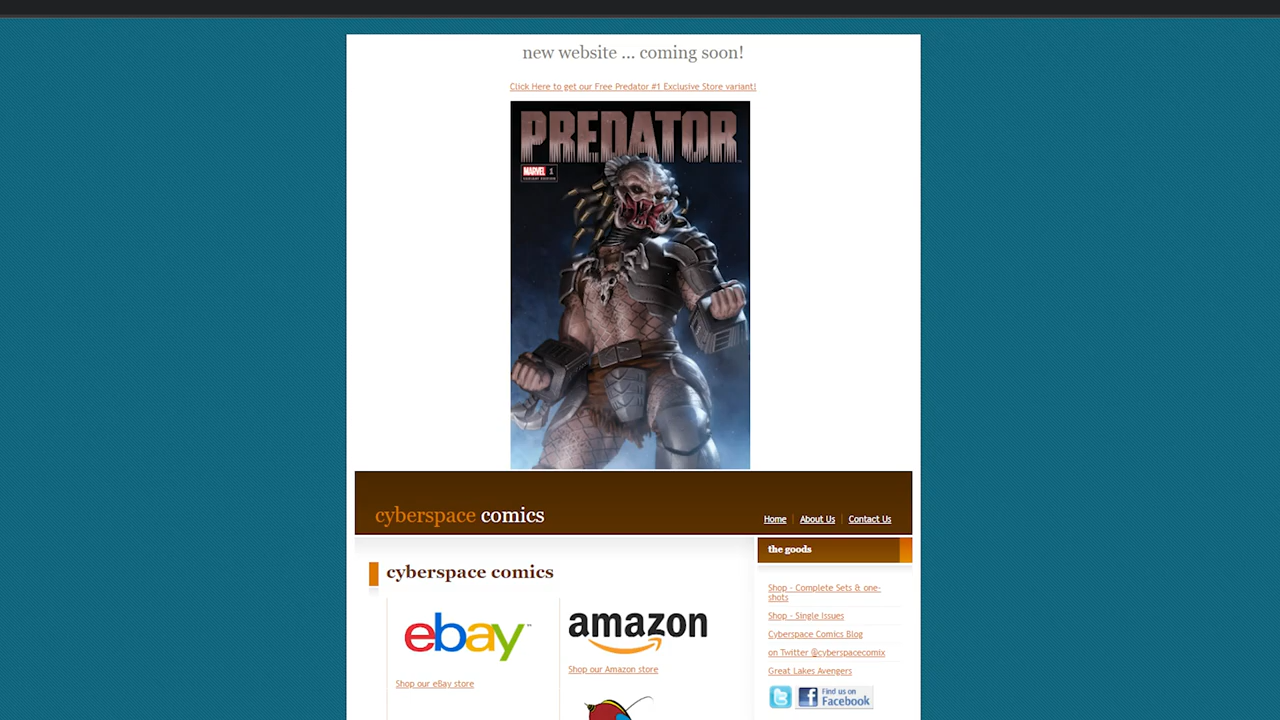 new website ... coming soon!
Click Here to get our Free Predator #1 Exclusive Store variant!
PREDATOR
MARVEL 1
VARIANT EDITION
cyberspace comics
Home
About Us
Contact Us
the goods
cyberspace comics
ebay
amazon
Shop our eBay store
Shop our Amazon store
Shop - Complete Sets & one-
shots
Shop - Single Issues
Cyberspace Comics Blog
on Twitter @cyberspacecomix
Great Lakes Avengers
Find us on
Facebook